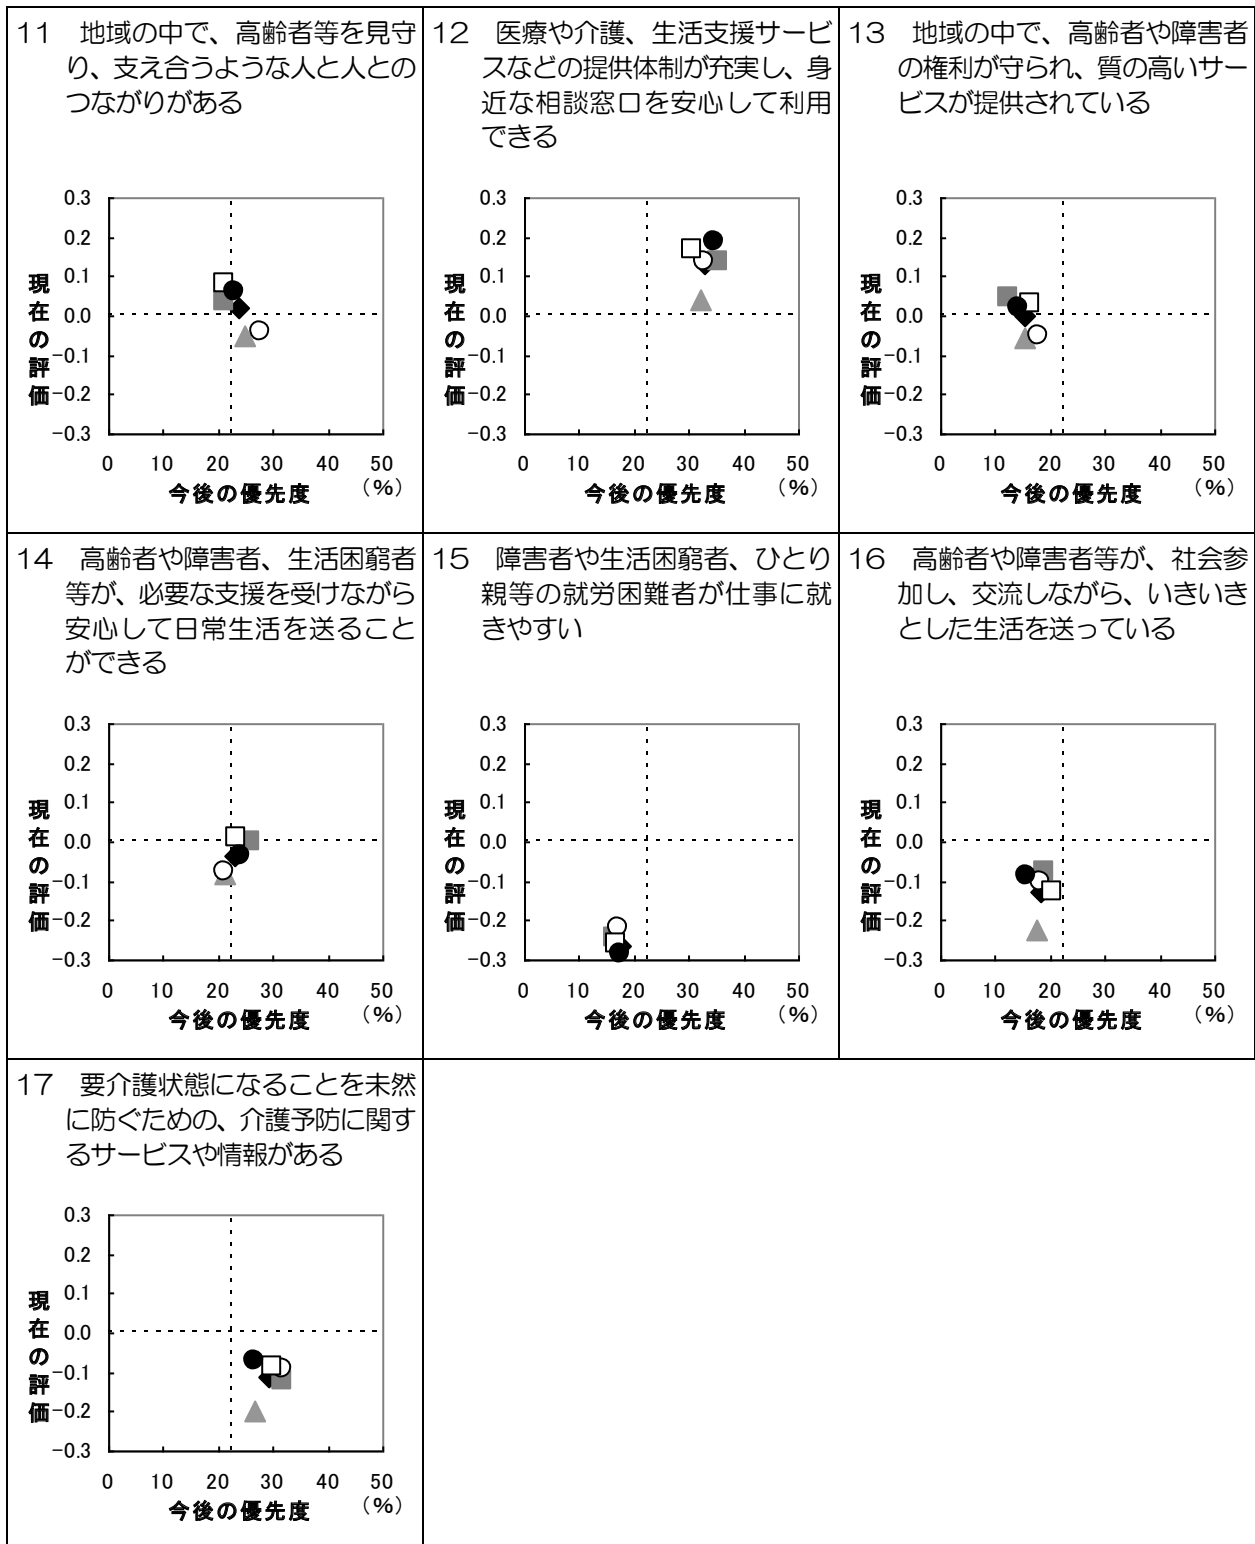 11　地域の中で、高齢者等を見守
り、支え合うような人と人との
つながりがある
0.3
0.2
0.1
0.0
-0.1
-0.2
-0.3
現在の評価
0 10 20 30 40 50
今後の優先度 （%）
12　医療や介護、生活支援サービ
スなどの提供体制が充実し、身
近な相談窓口を安心して利用
できる
0.3
0.2
0.1
0.0
-0.1
-0.2
-0.3
現在の評価
0 10 20 30 40 50
今後の優先度 （%）
13　地域の中で、高齢者や障害者
の権利が守られ、質の高いサー
ビスが提供されている
0.3
0.2
0.1
0.0
-0.1
-0.2
-0.3
現在の評価
0 10 20 30 40 50
今後の優先度 （%）
14　高齢者や障害者、生活困窮者
等が、必要な支援を受けながら
安心して日常生活を送ること
ができる
0.3
0.2
0.1
0.0
-0.1
-0.2
-0.3
現在の評価
0 10 20 30 40 50
今後の優先度 （%）
15　障害者や生活困窮者、ひとり
親等の就労困難者が仕事に就
きやすい
0.3
0.2
0.1
0.0
-0.1
-0.2
-0.3
現在の評価
0 10 20 30 40 50
今後の優先度 （%）
16　高齢者や障害者等が、社会参
加し、交流しながら、いきいき
とした生活を送っている
0.3
0.2
0.1
0.0
-0.1
-0.2
-0.3
現在の評価
0 10 20 30 40 50
今後の優先度 （%）
17　要介護状態になることを未然
に防ぐための、介護予防に関す
るサービスや情報がある
0.3
0.2
0.1
0.0
-0.1
-0.2
-0.3
現在の評価
0 10 20 30 40 50
今後の優先度 （%）